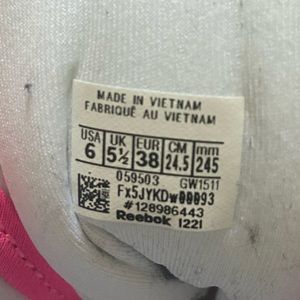 MADE IN VIETNAM
FABRIQUÉ AU VIETNAM
USA UK EUR CM mm
6 5½ 38 24.5 245
059503 GW1511
#128986443
Reebok 1221